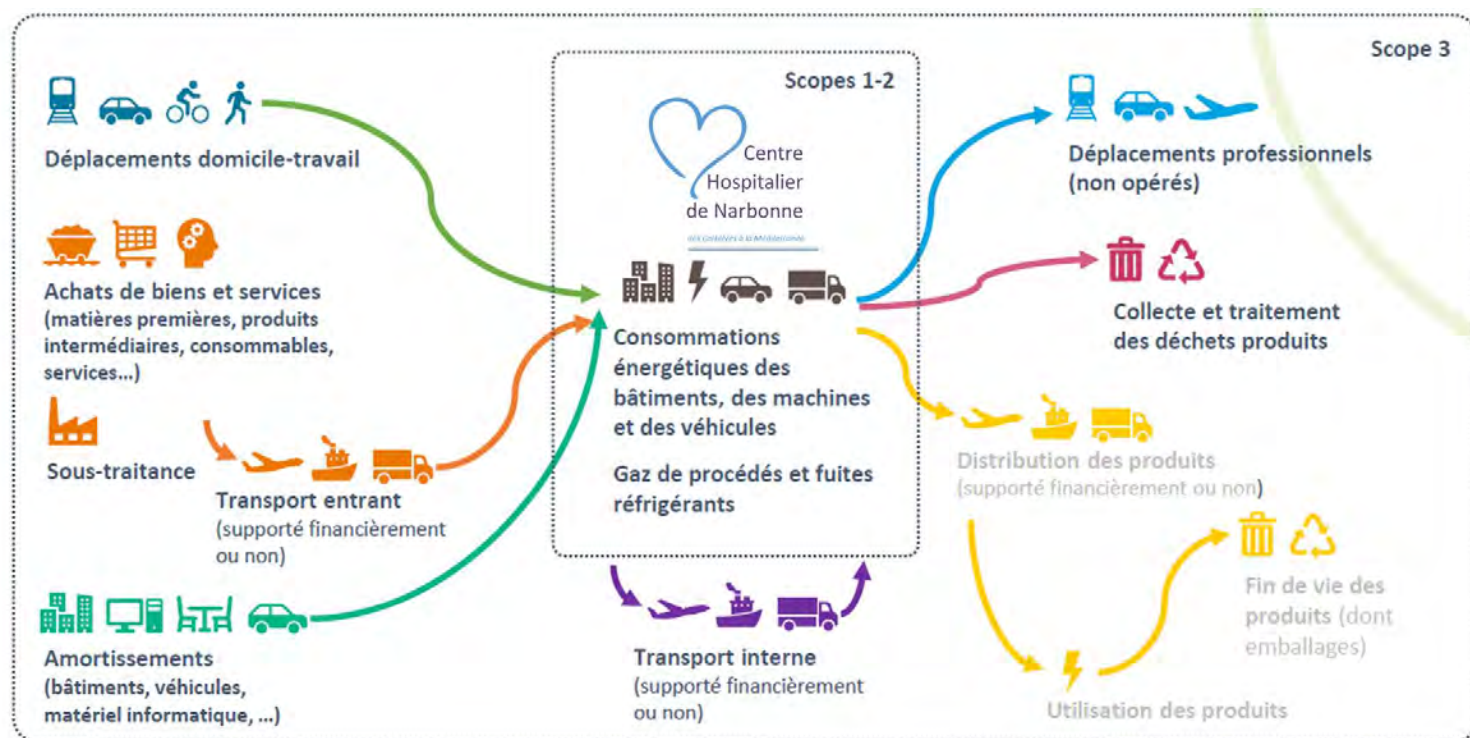 Scope 3
Scopes 1-2
Centre
Hospitalier
de Narbonne
Déplacements domicile-travail
Achats de biens et services
(matières premières, produits
intermédiaires, consommables,
services...)
Sous-traitance
Transport entrant
(supporté financièrement
ou non)
Amortissements
(bâtiments, véhicules,
matériel informatique, ...)
Consommations
énergétiques des
bâtiments, des machines
et des véhicules
Gaz de procédés et fuites
réfrigérants
Transport interne
(supporté financièrement
ou non)
Déplacements professionnels
(non opérés)
Collecte et traitement
des déchets produits
Distribution des produits
(supporté financièrement ou non)
Fin de vie des
produits (dont
emballages)
Utilisation des produits